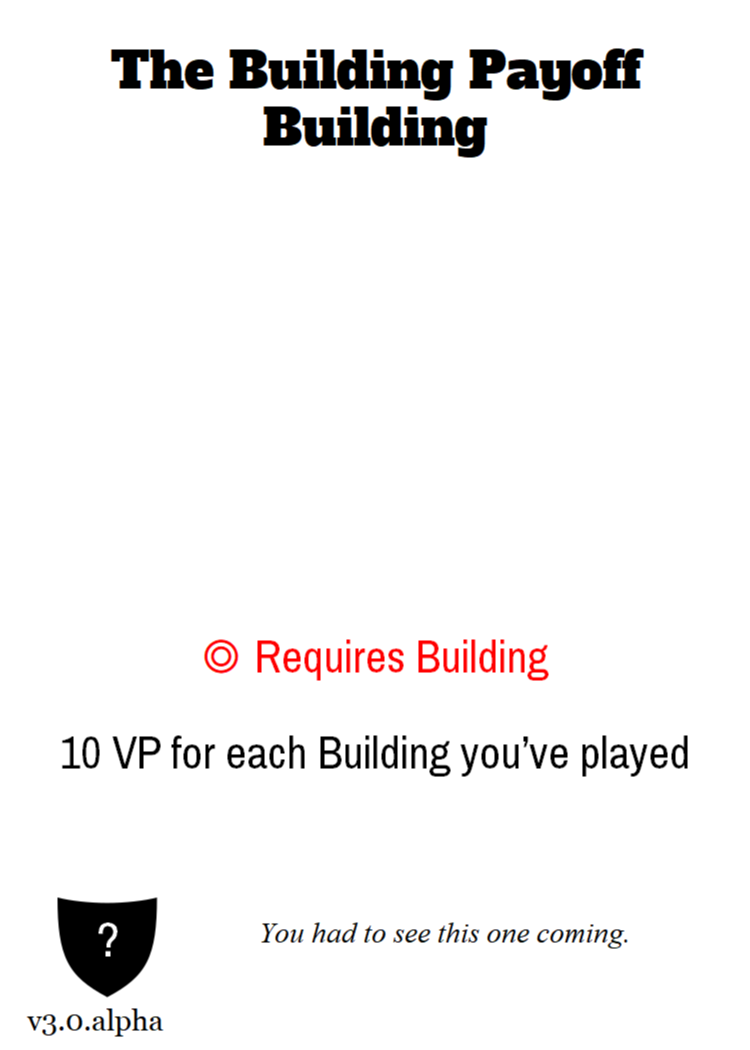 The Building Payoff
Building
◎ Requires Building
10 VP for each Building you’ve played
?
You had to see this one coming.
v3.0.alpha